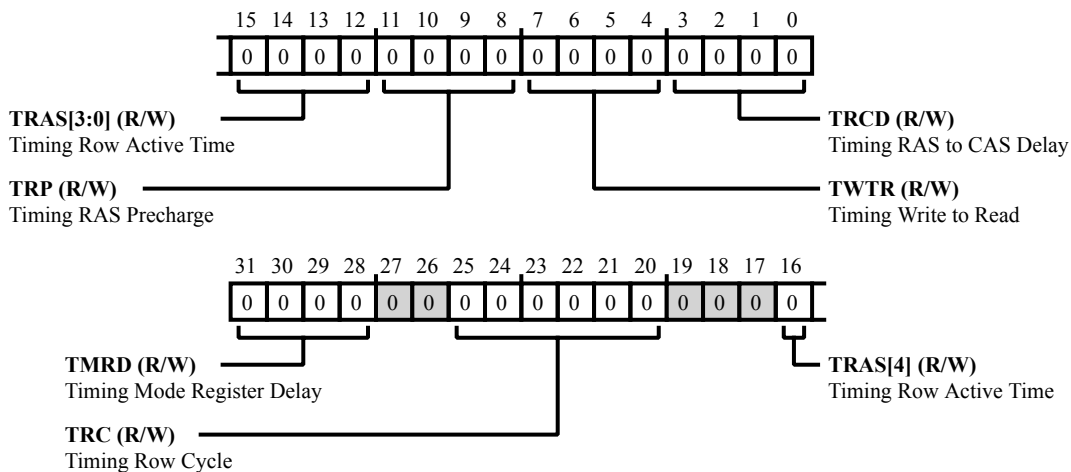 15 14 13 12 11 10 9 8 7 6 5 4 3 2 1 0
0 0 0 0 0 0 0 0 0 0 0 0 0 0 0 0
TRAS[3:0] (R/W)
Timing Row Active Time
TRCD (R/W)
Timing RAS to CAS Delay
TRP (R/W)
Timing RAS Precharge
TWTR (R/W)
Timing Write to Read
31 30 29 28 27 26 25 24 23 22 21 20 19 18 17 16
0 0 0 0 0 0 0 0 0 0 0 0 0 0 0 0
TMRD (R/W)
Timing Mode Register Delay
TRAS[4] (R/W)
Timing Row Active Time
TRC (R/W)
Timing Row Cycle